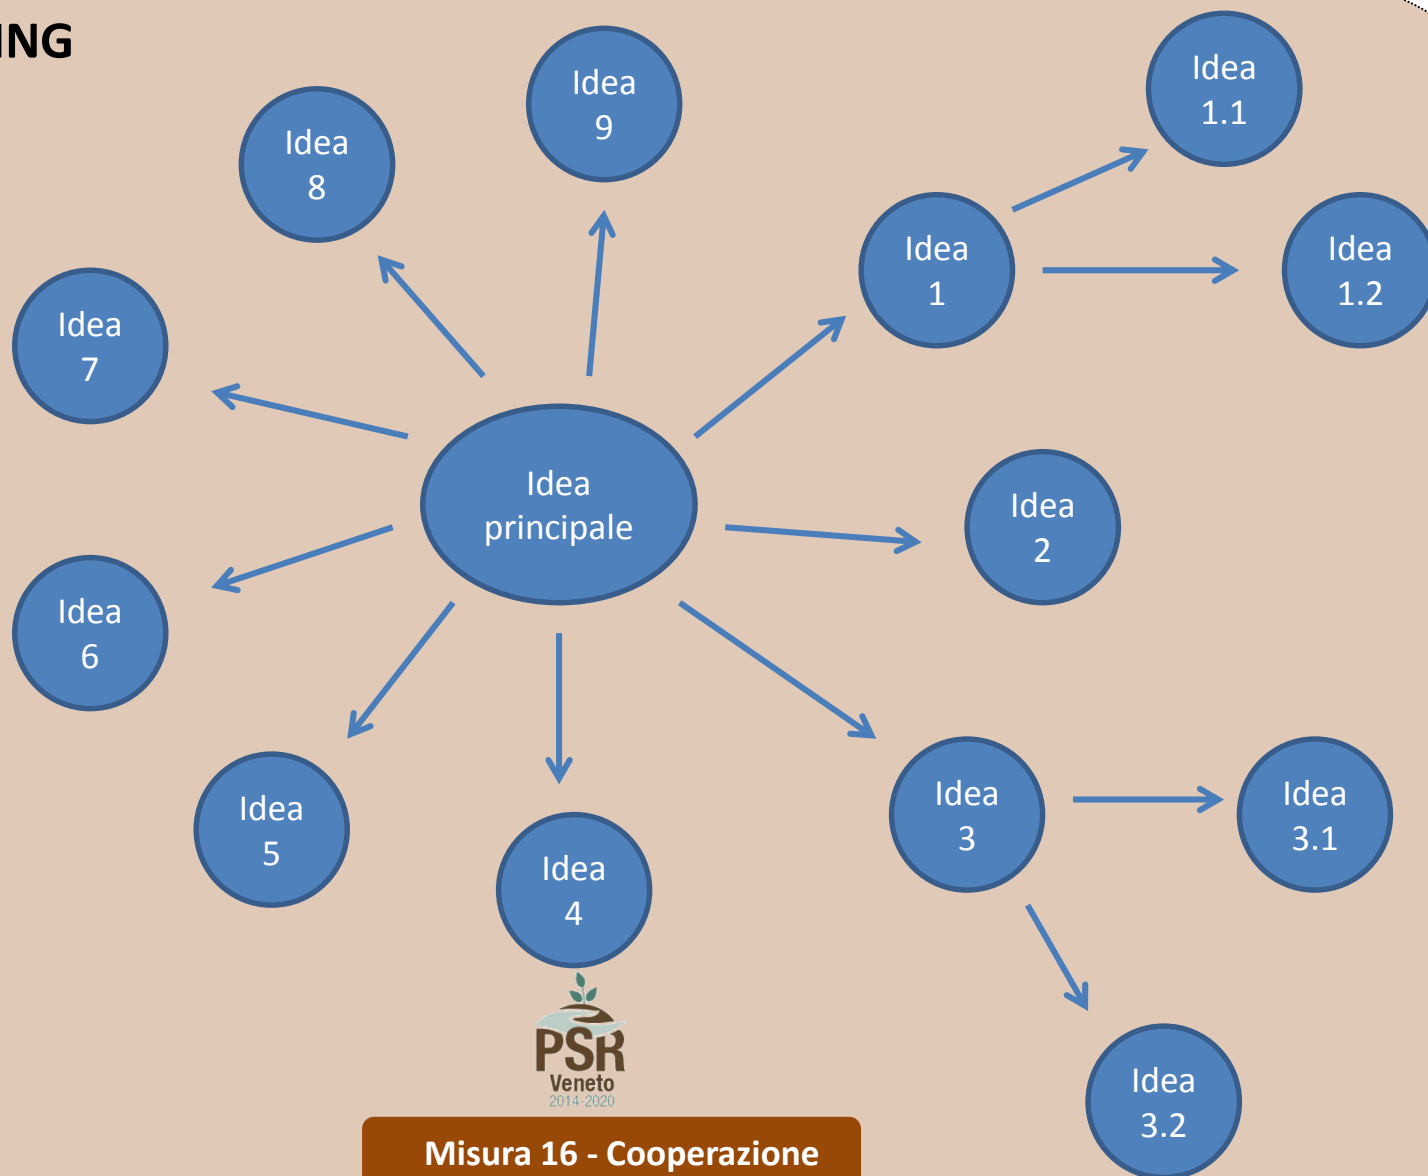 ING
Idea
9
Idea
8
Idea
1.1
Idea
1
Idea
1.2
Idea
7
Idea
principale
Idea
2
Idea
6
Idea
5
Idea
4
Idea
3
Idea
3.1
Idea
3.2
PSR
Veneto
2014-2020
Misura 16 - Cooperazione